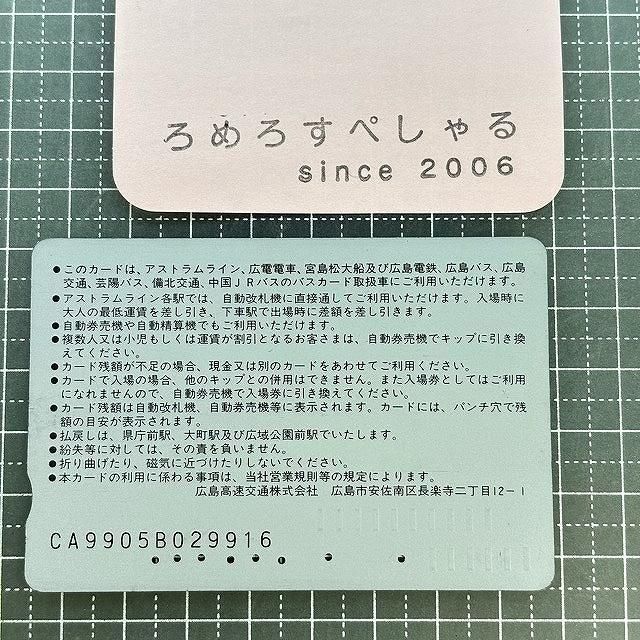 ろめろすぺしゃる
since 2006
●このカードは、アストラムライン、広電電車、宮島松大船及び広島電鉄、広島バス、広島
交通、芸陽バス、備北交通、中国ＪＲバスのバスカード取扱車にご利用いただけます。
●アストラムライン各駅では、自動改札機に直接通してご利用いただけます。入場時に
大人の最低運賃を差し引き、下車駅で出場時に差額を差し引きます。
●自動券売機や自動精算機でもご利用いただけます。
●複数人又は小児もしくは運賃が割引となるお客さまは、自動券売機でキップに引き換
えてください。
●カード残額が不足の場合、現金又は別のカードをあわせてご利用ください。
●カードで入場の場合、他のキップとの併用はできません。また入場券としてはご利用
になれませんので、自動券売機で入場券に引き換えてください。
●カード残額は自動改札機、自動券売機等に表示されます。カードには、パンチ穴で残
額の目安が表示されます。
●払戻しは、県庁前駅、大町駅及び広域公園前駅でいたします。
●紛失等に対しては、その責を負いません。
●折り曲げたり、磁気に近づけたりしないでください。
●本カードの利用に係わる事項は、当社営業規則等の規定によります。
広島高速交通株式会社　広島市安佐南区長楽寺二丁目12－1
CA9905B029916